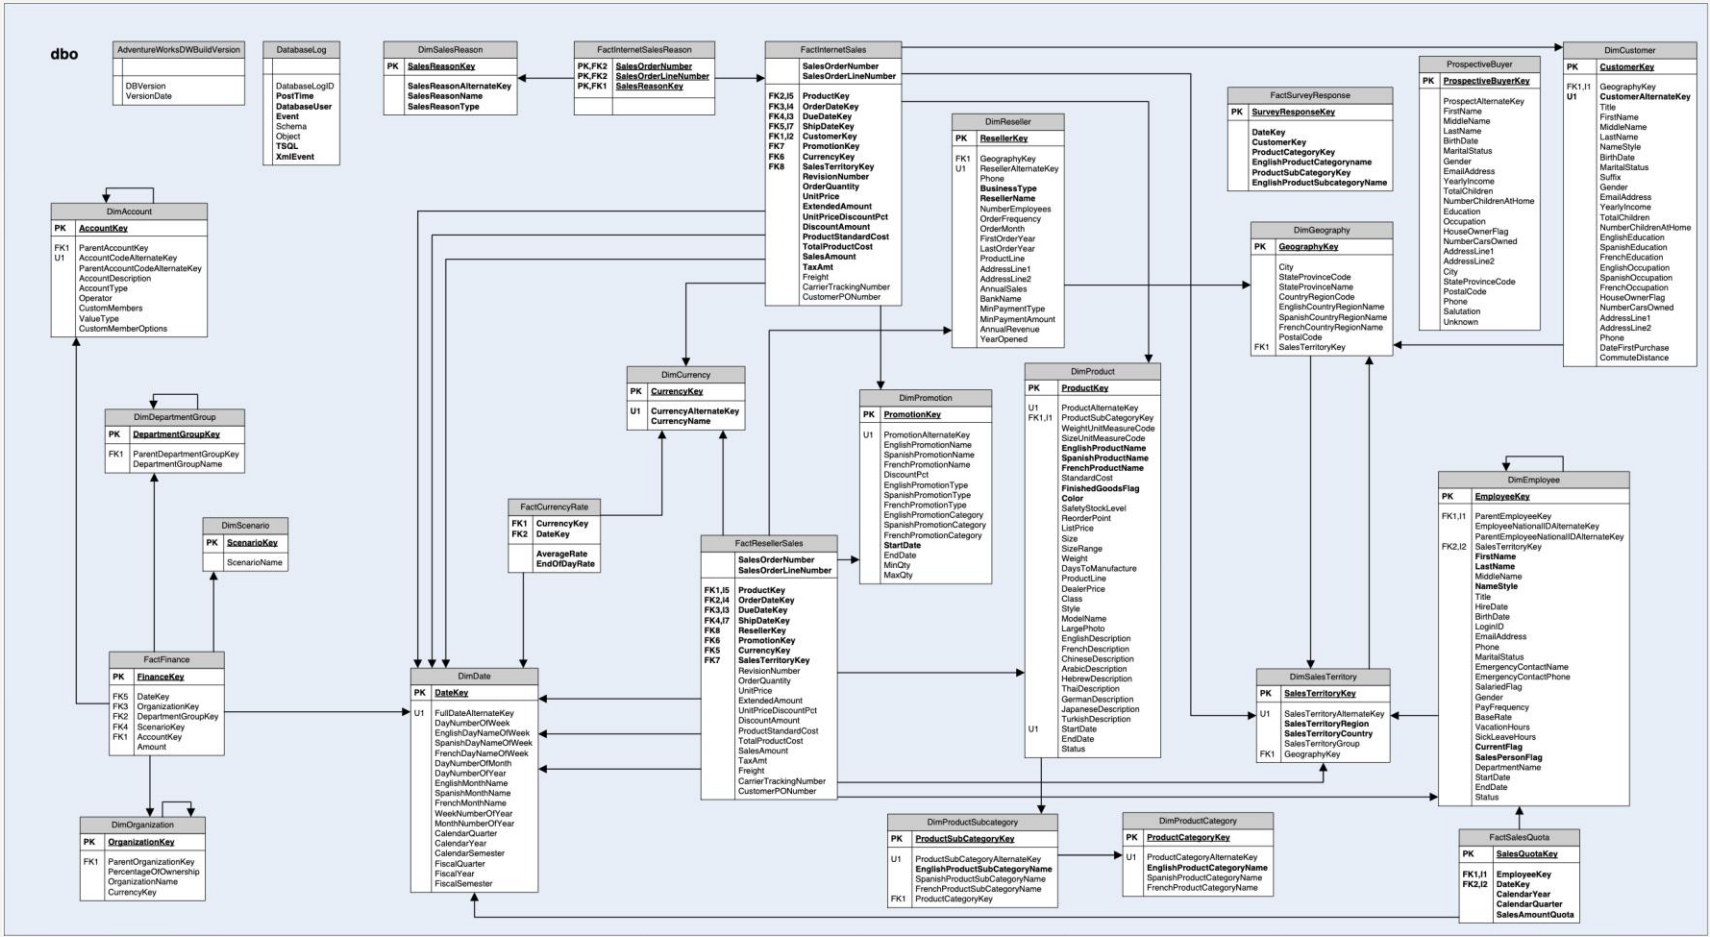 dbo
AdventureWorksDWBuildVersion
DBVersion
VersionDate
DatabaseLog
DatabaseLogID
PostTime
DatabaseUser
Event
Schema
Object
TSQL
XmlEvent
DimSalesReason
PK SalesReasonKey
SalesReasonAlternateKey
SalesReasonName
SalesReasonType
FactInternetSalesReason
PK,FK2 SalesOrderNumber
PK,FK2 SalesOrderLineNumber
PK,FK1 SalesReasonKey
FactInternetSales
SalesOrderNumber
SalesOrderLineNumber
FK2,I5 ProductKey
FK3,I4 OrderDateKey
FK4,I3 DueDateKey
FK5,I7 ShipDateKey
FK1,I2 CustomerKey
FK7 PromotionKey
FK6 CurrencyKey
FK8 SalesTerritoryKey
RevisionNumber
OrderQuantity
UnitPrice
ExtendedAmount
UnitPriceDiscountPct
DiscountAmount
ProductStandardCost
TotalProductCost
SalesAmount
TaxAmt
Freight
CarrierTrackingNumber
CustomerPONumber
DimReseller
PK ResellerKey
FK1 GeographyKey
U1 ResellerAlternateKey
Phone
BusinessType
ResellerName
NumberEmployees
OrderFrequency
OrderMonth
FirstOrderYear
LastOrderYear
ProductLine
AddressLine1
AddressLine2
AnnualSales
BankName
MinPaymentType
MinPaymentAmount
AnnualRevenue
YearOpened
FactSurveyResponse
PK SurveyResponseKey
DateKey
CustomerKey
ProductCategoryKey
EnglishProductCategoryname
ProductSubCategoryKey
EnglishProductSubcategoryName
ProspectiveBuyer
PK ProspectiveBuyerKey
ProspectAlternateKey
FirstName
MiddleName
LastName
BirthDate
MaritalStatus
Gender
EmailAddress
YearlyIncome
TotalChildren
NumberChildrenAtHome
Education
Occupation
HouseOwnerFlag
NumberCarsOwned
AddressLine1
AddressLine2
City
StateProvinceCode
PostalCode
Phone
Salutation
Unknown
DimCustomer
PK CustomerKey
FK1,I1 GeographyKey
U1 CustomerAlternateKey
Title
FirstName
MiddleName
LastName
NameStyle
BirthDate
MaritalStatus
Suffix
Gender
EmailAddress
YearlyIncome
TotalChildren
NumberChildrenAtHome
EnglishEducation
SpanishEducation
FrenchEducation
EnglishOccupation
SpanishOccupation
FrenchOccupation
HouseOwnerFlag
NumberCarsOwned
AddressLine1
AddressLine2
Phone
DateFirstPurchase
CommuteDistance
DimAccount
PK AccountKey
FK1 ParentAccountKey
U1 AccountCodeAlternateKey
ParentAccountCodeAlternateKey
AccountDescription
AccountType
Operator
CustomMembers
ValueType
CustomMemberOptions
DimGeography
PK GeographyKey
City
StateProvinceCode
StateProvinceName
CountryRegionCode
EnglishCountryRegionName
SpanishCountryRegionName
FrenchCountryRegionName
PostalCode
FK1 SalesTerritoryKey
DimCurrency
PK CurrencyKey
U1 CurrencyAlternateKey
CurrencyName
DimPromotion
PK PromotionKey
U1 PromotionAlternateKey
EnglishPromotionName
SpanishPromotionName
FrenchPromotionName
DiscountPct
EnglishPromotionType
SpanishPromotionType
FrenchPromotionType
EnglishPromotionCategory
SpanishPromotionCategory
FrenchPromotionCategory
StartDate
EndDate
MinQty
MaxQty
DimProduct
PK ProductKey
U1 ProductAlternateKey
FK1,I1 ProductSubCategoryKey
WeightUnitMeasureCode
SizeUnitMeasureCode
EnglishProductName
SpanishProductName
FrenchProductName
StandardCost
FinishedGoodsFlag
Color
SafetyStockLevel
ReorderPoint
ListPrice
Size
SizeRange
Weight
DaysToManufacture
ProductLine
DealerPrice
Class
Style
ModelName
LargePhoto
EnglishDescription
FrenchDescription
ChineseDescription
ArabicDescription
HebrewDescription
ThaiDescription
GermanDescription
JapaneseDescription
TurkishDescription
U1 StartDate
EndDate
Status
DimDepartmentGroup
PK DepartmentGroupKey
FK1 ParentDepartmentGroupKey
DepartmentGroupName
DimScenario
PK ScenarioKey
ScenarioName
FactCurrencyRate
FK1 CurrencyKey
FK2 DateKey
AverageRate
EndOfDayRate
FactResellerSales
SalesOrderNumber
SalesOrderLineNumber
FK1,I5 ProductKey
FK2,I4 OrderDateKey
FK3,I3 DueDateKey
FK4,I7 ShipDateKey
FK8 ResellerKey
FK6 PromotionKey
FK5 CurrencyKey
FK7 SalesTerritoryKey
RevisionNumber
OrderQuantity
UnitPrice
ExtendedAmount
UnitPriceDiscountPct
DiscountAmount
ProductStandardCost
TotalProductCost
SalesAmount
TaxAmt
Freight
CarrierTrackingNumber
CustomerPONumber
DimEmployee
PK EmployeeKey
FK1,I1 ParentEmployeeKey
EmployeeNationalIDAlternateKey
ParentEmployeeNationalIDAlternateKey
FK2,I2 SalesTerritoryKey
FirstName
LastName
MiddleName
NameStyle
Title
HireDate
BirthDate
LoginID
EmailAddress
Phone
MaritalStatus
EmergencyContactName
EmergencyContactPhone
SalariedFlag
Gender
PayFrequency
BaseRate
VacationHours
SickLeaveHours
CurrentFlag
SalesPersonFlag
DepartmentName
StartDate
EndDate
Status
FactFinance
PK FinanceKey
FK5 DateKey
FK3 OrganizationKey
FK2 DepartmentGroupKey
FK4 ScenarioKey
FK1 AccountKey
Amount
DimDate
PK DateKey
U1 FullDateAlternateKey
DayNumberOfWeek
EnglishDayNameOfWeek
SpanishDayNameOfWeek
FrenchDayNameOfWeek
DayNumberOfMonth
DayNumberOfYear
EnglishMonthName
SpanishMonthName
FrenchMonthName
WeekNumberOfYear
MonthNumberOfYear
CalendarQuarter
CalendarYear
CalendarSemester
FiscalQuarter
FiscalYear
FiscalSemester
DimSalesTerritory
PK SalesTerritoryKey
U1 SalesTerritoryAlternateKey
SalesTerritoryRegion
SalesTerritoryCountry
SalesTerritoryGroup
FK1 GeographyKey
DimOrganization
PK OrganizationKey
FK1 ParentOrganizationKey
PercentageOfOwnership
OrganizationName
CurrencyKey
DimProductSubcategory
PK ProductSubCategoryKey
U1 ProductSubCategoryAlternateKey
EnglishProductSubCategoryName
SpanishProductSubCategoryName
FrenchProductSubCategoryName
FK1 ProductCategoryKey
DimProductCategory
PK ProductCategoryKey
U1 ProductCategoryAlternateKey
EnglishProductCategoryName
SpanishProductCategoryName
FrenchProductCategoryName
FactSalesQuota
PK SalesQuotaKey
FK1,I1 EmployeeKey
FK2,I2 DateKey
CalendarYear
CalendarQuarter
SalesAmountQuota